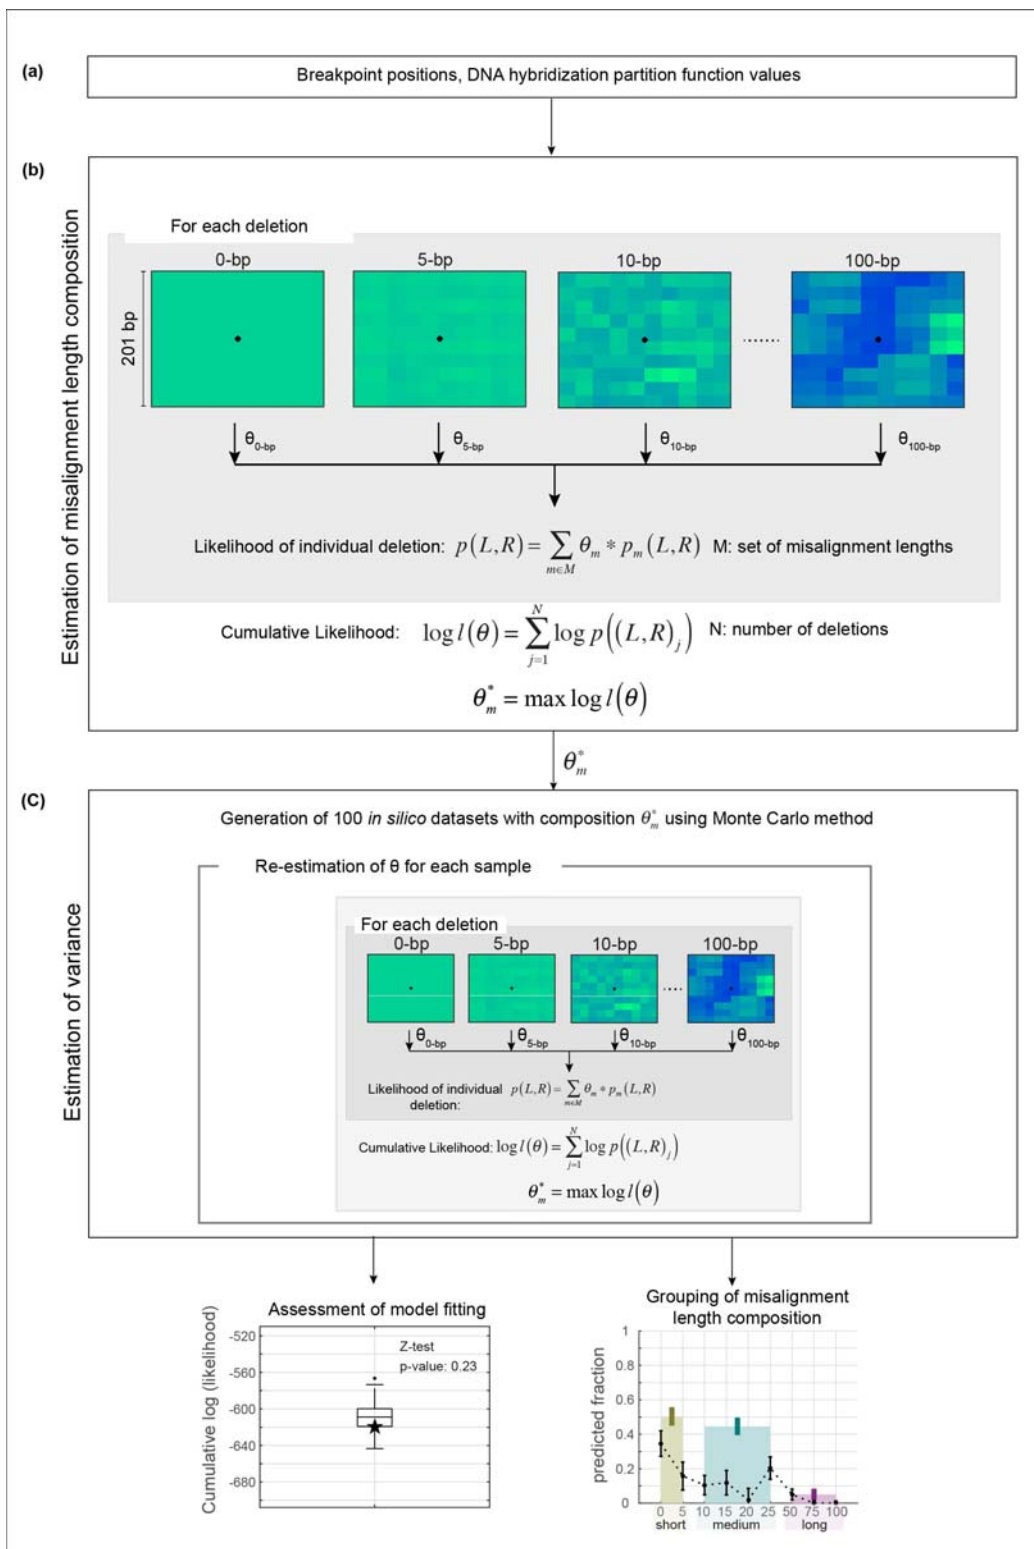 (a)
Breakpoint positions, DNA hybridization partition function values
(b)
Estimation of misalignment length composition
For each deletion
0-bp 5-bp 10-bp 100-bp
201 bp
θ0-bp θ5-bp θ10-bp θ100-bp
Likelihood of individual deletion: p(L,R) = ∑m∈M θm * pm(L,R) M: set of misalignment lengths
Cumulative Likelihood: log l(θ) = ∑j=1N log p((L,R)j) N: number of deletions
θm* = max log l(θ)
θm*
(C)
Estimation of variance
Generation of 100 in silico datasets with composition θm* using Monte Carlo method
Re-estimation of θ for each sample
For each deletion
0-bp 5-bp 10-bp 100-bp
θ0-bp θ5-bp θ10-bp θ100-bp
Likelihood of individual p(L,R) = ∑m∈M θm * pm(L,R)
deletion:
Cumulative Likelihood: log l(θ) = ∑j=1N log p((L,R)j)
θm* = max log l(θ)
Assessment of model fitting
Cumulative log (likelihood)
-520
-560
-600
-640
-680
Z-test
p-value: 0.23
Grouping of misalignment
length composition
predicted fraction
1
0.8
0.6
0.4
0.2
0
0 5 10 15 20 25 50 75 100
short medium long